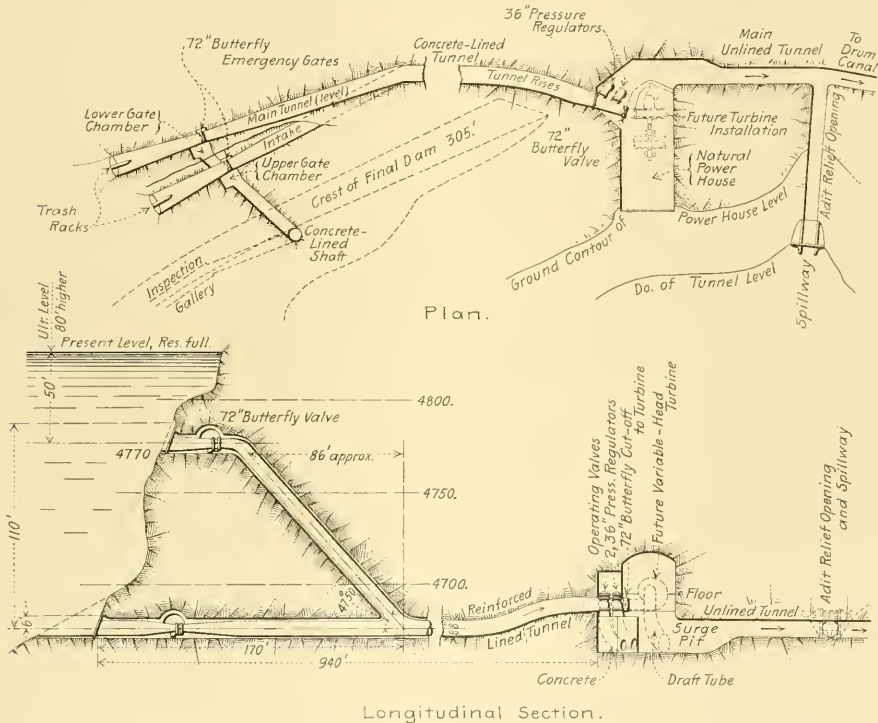 36"Pressure
Regulators
72"Butterfly
Emergency Gates
Concrete-Lined
Tunnel
Main
Unlined Tunnel
To
Drum
Canal
Main Tunnel (level)
Tunnel Rises
Lower Gate
Chamber
Intake
Upper Gate
Chamber
Crest of Final Dam 305.'
72"
Butterfly
Valve
Future Turbine
Installation
Natural
Power
House
Adit Relief Opening
Trash
Racks
Concrete-
Lined
Shaft
Inspection
Gallery
Ground Contour of
Power House Level
Do. of Tunnel Level
Spillway
Plan.
Ult. Level
80' higher
Present Level, Res. full.
50'
72"Butterfly Valve
4800.
4770
86' approx.
4750.
110'
4700.
47°50'
6'
170'
940'
Reinforced
Lined Tunnel
88"
Operating Valves
2,36"Press. Regulators
72"Butterfly Cut-off
to Turbine
Future Variable-Head
Turbine
Floor
Unlined Tunnel
Surge
Pit
Adit Relief Opening
and Spillway
Concrete
Draft Tube
Longitudinal Section.